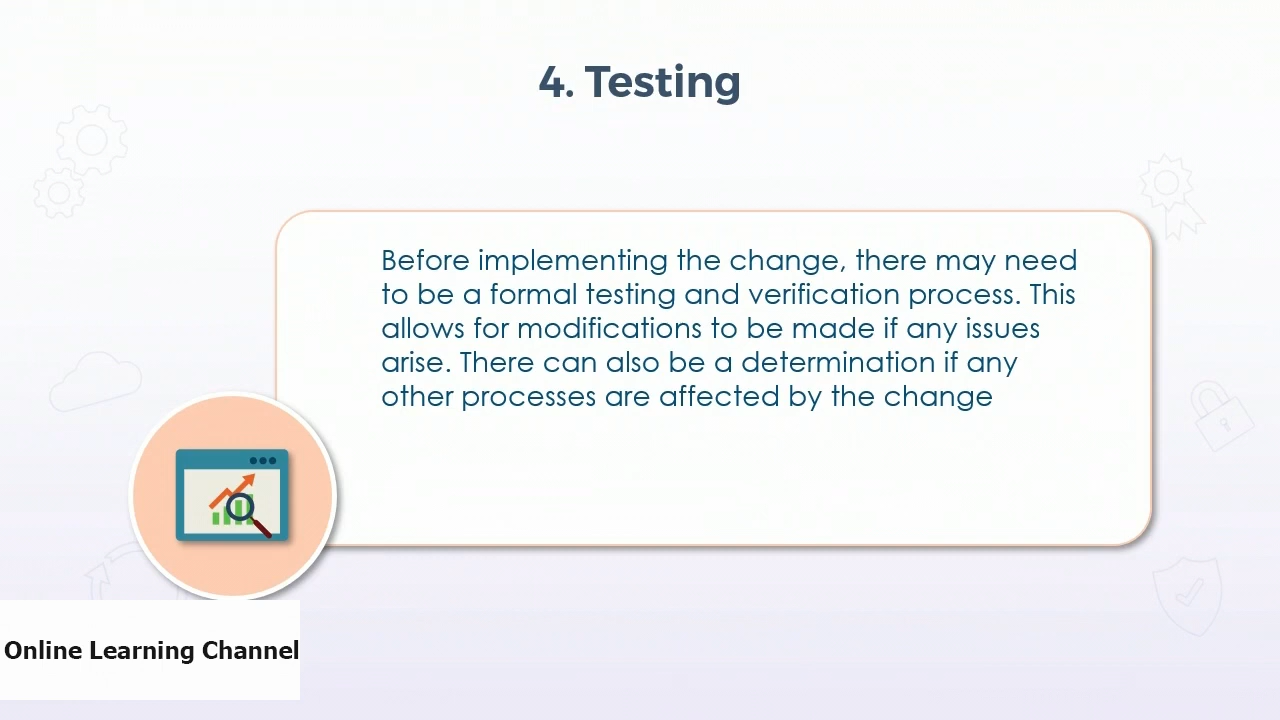 4. Testing
Before implementing the change, there may need
to be a formal testing and verification process. This
allows for modifications to be made if any issues
arise. There can also be a determination if any
other processes are affected by the change
Online Learning Channel